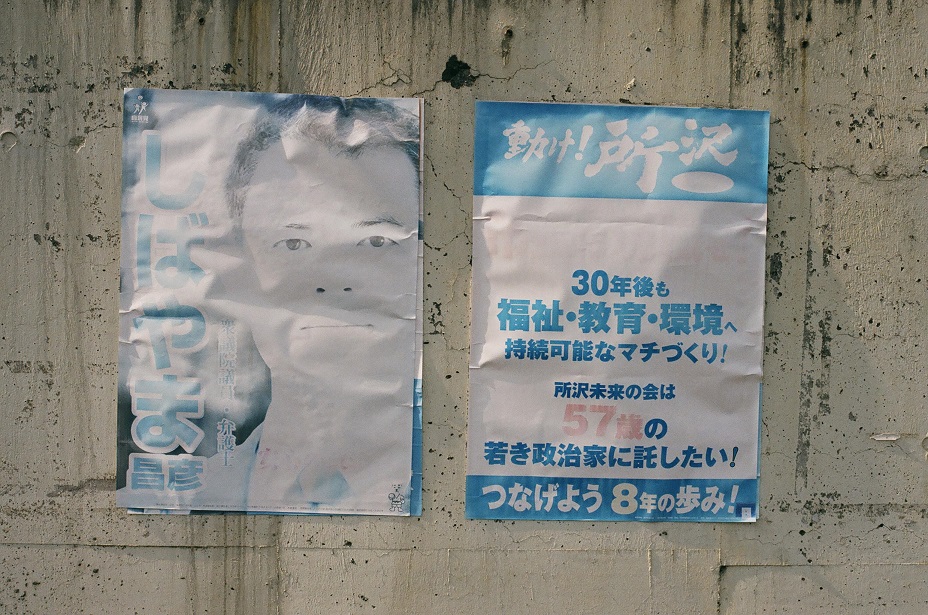 しばやま
昌彦
衆議院議員・弁護士
動け!所沢
30年後も
福祉・教育・環境へ
持続可能なマチづくり!
所沢未来の会は
57歳の
若き政治家に託したい!
つなげよう8年の歩み!